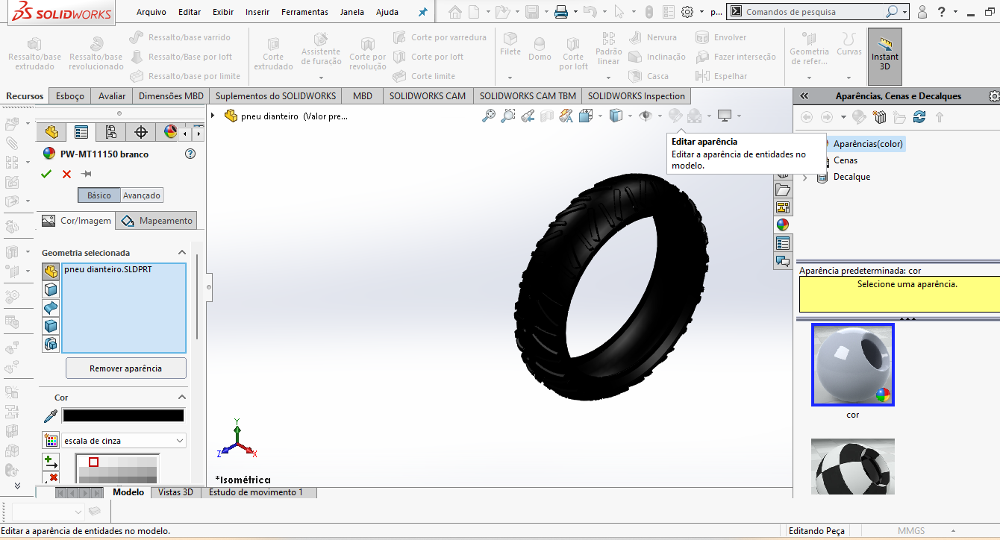 SOLIDWORKS
Arquivo Editar Exibir Inserir Ferramentas Janela Ajuda
p...
Comandos de pesquisa
?
Ressalto/base extrudado
Ressalto/base revolucionado
Ressalto/base varrido
Ressalto/Base por loft
Ressalto/base por limite
Corte extrudado
Assistente de furação
Corte por revolução
Corte por varredura
Corte por loft
Corte limite
Filete
Domo
Corte por loft
Padrão linear
Nervura
Inclinação
Casca
Envolver
Fazer interseção
Espelhar
Geometria de refer...
Curvas
Instant 3D
Recursos Esboço Avaliar Dimensões MBD Suplementos do SOLIDWORKS MBD SOLIDWORKS CAM SOLIDWORKS CAM TBM SOLIDWORKS Inspection
Aparências, Cenas e Decalques
pneu dianteiro (Valor pre...
Editar aparência
Editar a aparência de entidades no
modelo.
Aparências(color)
Cenas
Decalque
PW-MT11150 branco
?
Básico Avançado
Cor/Imagem Mapeamento
Geometria selecionada
pneu dianteiro.SLDPRT
Remover aparência
Cor
escala de cinza
Aparência predeterminada: cor
Selecione uma aparência.
cor
Y
Z
X
*Isométrica
Modelo Vistas 3D Estudo de movimento 1
Editar a aparência de entidades no modelo.
Editando Peça
MMGS